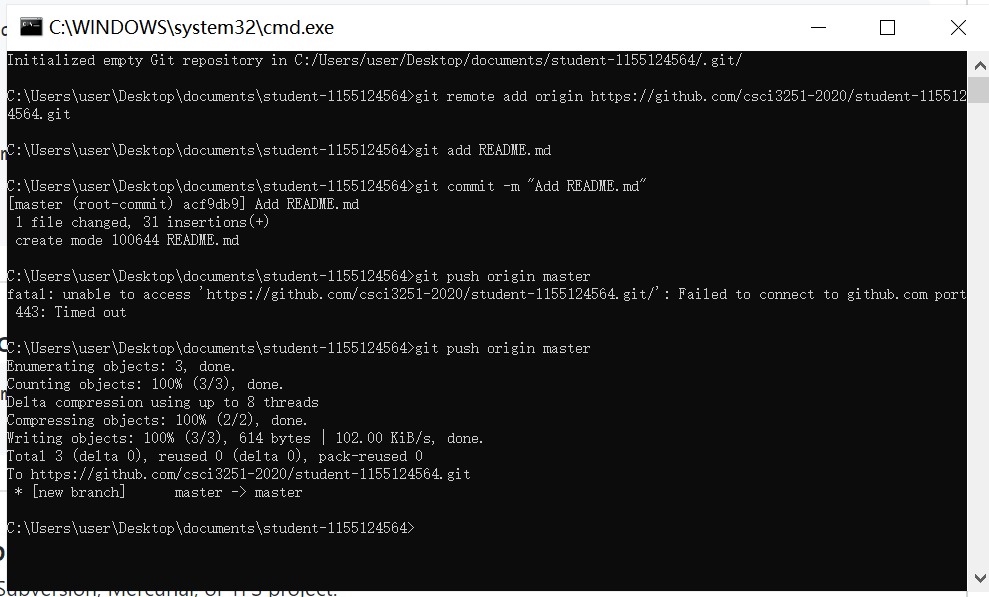 C:\WINDOWS\system32\cmd.exe
Initialized empty Git repository in C:/Users/user/Desktop/documents/student-1155124564/.git/
C:\Users\user\Desktop\documents\student-1155124564>git remote add origin https://github.com/csci3251-2020/student-115512
4564.git
C:\Users\user\Desktop\documents\student-1155124564>git add README.md
C:\Users\user\Desktop\documents\student-1155124564>git commit -m "Add README.md"
[master (root-commit) acf9db9] Add README.md
 1 file changed, 31 insertions(+)
 create mode 100644 README.md
C:\Users\user\Desktop\documents\student-1155124564>git push origin master
fatal: unable to access 'https://github.com/csci3251-2020/student-1155124564.git/': Failed to connect to github.com port
 443: Timed out
C:\Users\user\Desktop\documents\student-1155124564>git push origin master
Enumerating objects: 3, done.
Counting objects: 100% (3/3), done.
Delta compression using up to 8 threads
Compressing objects: 100% (2/2), done.
Writing objects: 100% (3/3), 614 bytes | 102.00 KiB/s, done.
Total 3 (delta 0), reused 0 (delta 0), pack-reused 0
To https://github.com/csci3251-2020/student-1155124564.git
 * [new branch]      master -> master
C:\Users\user\Desktop\documents\student-1155124564>
Subversion, Mercurial, or TFS project.